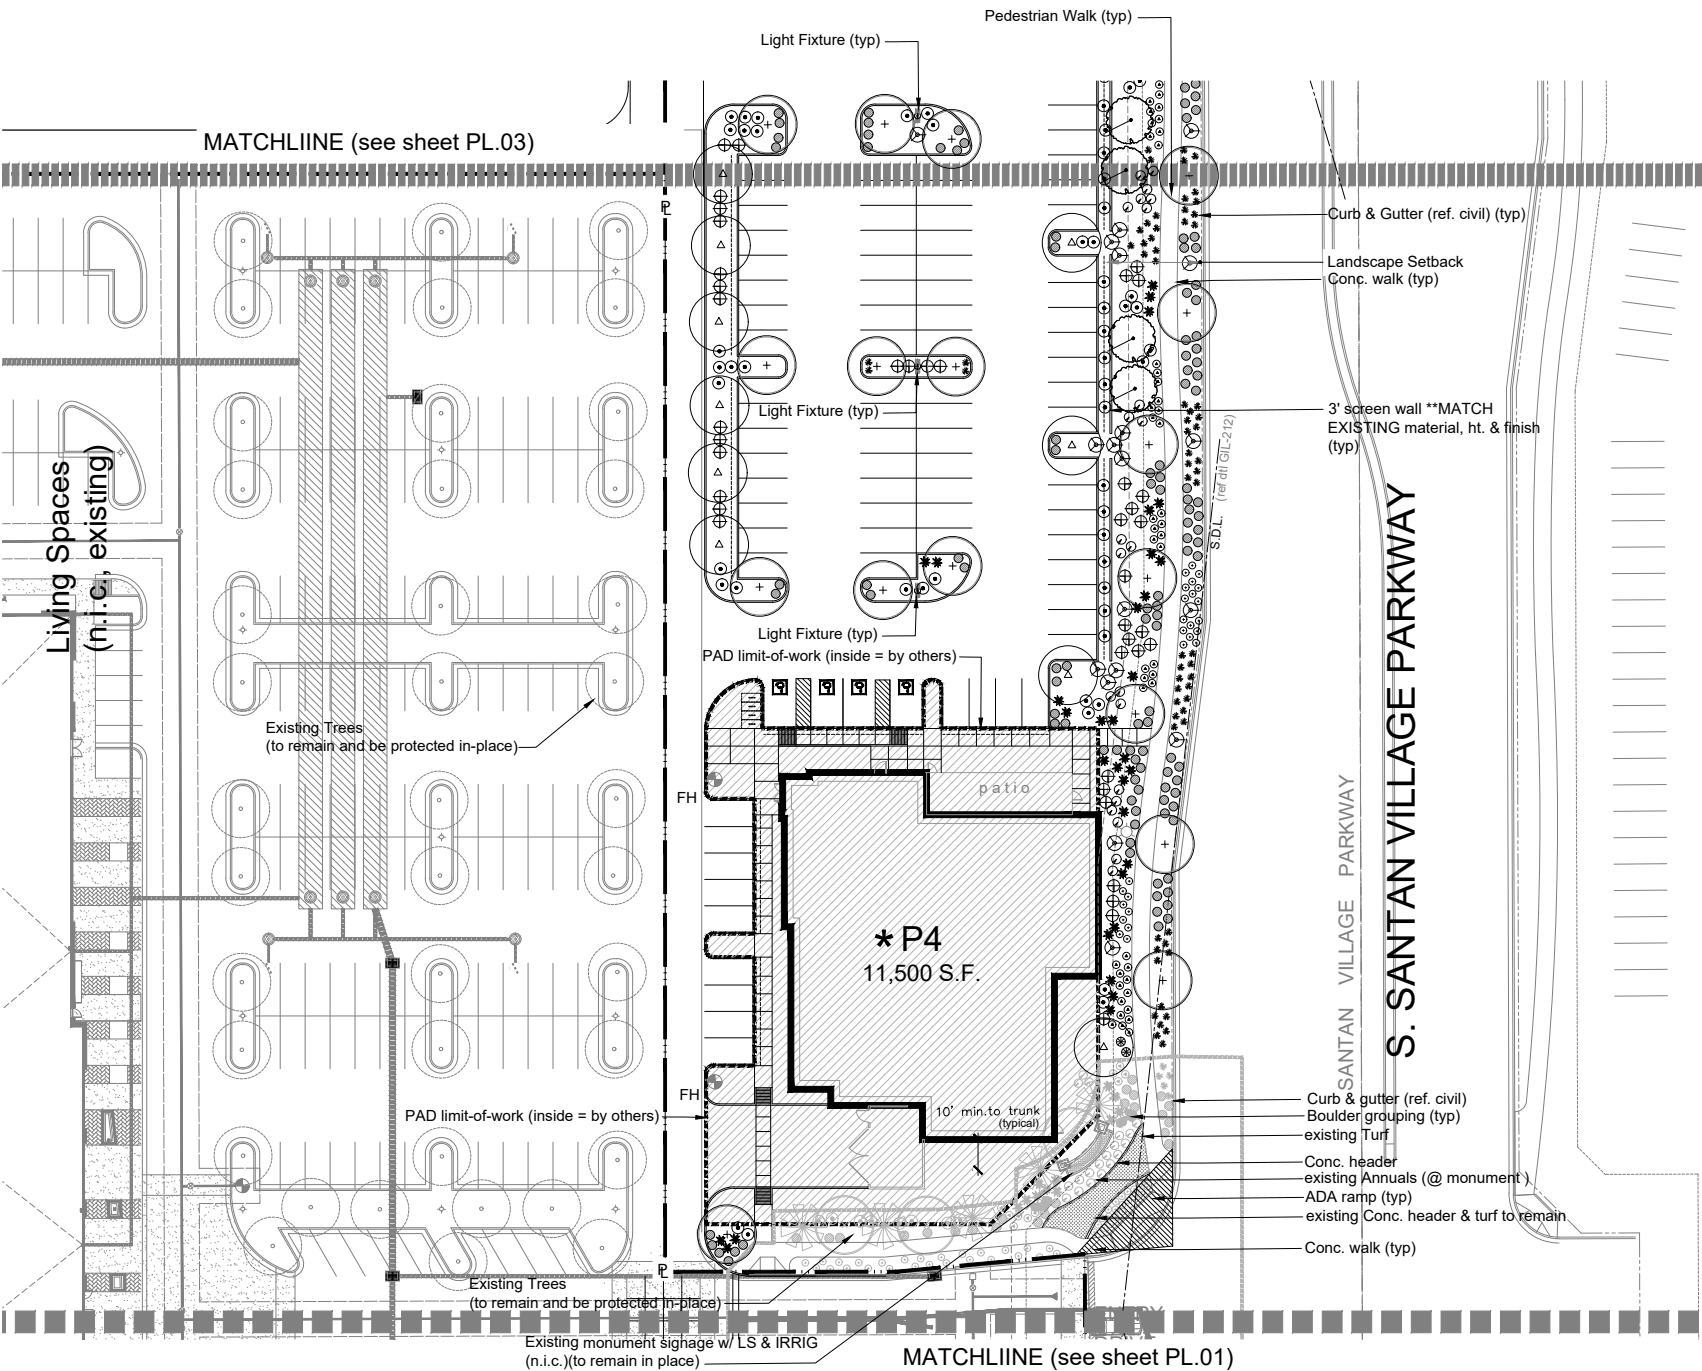 Pedestrian Walk (typ)
Light Fixture (typ)
MATCHLIINE (see sheet PL.03)
PL
Curb & Gutter (ref. civil) (typ)
Landscape Setback
Conc. walk (typ)
Light Fixture (typ)
3' screen wall **MATCH
EXISTING material, ht. & finish
(typ)
S.D.L. (ref dtl GIL-212)
Living Spaces
(n.i.c., existing)
S. SANTAN VILLAGE PARKWAY
SANTAN VILLAGE PARKWAY
Light Fixture (typ)
PAD limit-of-work (inside = by others)
Existing Trees
(to remain and be protected in-place)
patio
FH
* P4
11,500 S.F.
FH
PAD limit-of-work (inside = by others)
10' min.to trunk
(typical)
Curb & gutter (ref. civil)
Boulder grouping (typ)
existing Turf
Conc. header
existing Annuals (@ monument )
ADA ramp (typ)
existing Conc. header & turf to remain
Conc. walk (typ)
PL
Existing Trees
(to remain and be protected in-place)
Existing monument signage w/ LS & IRRIG
(n.i.c.)(to remain in place)
MATCHLIINE (see sheet PL.01)